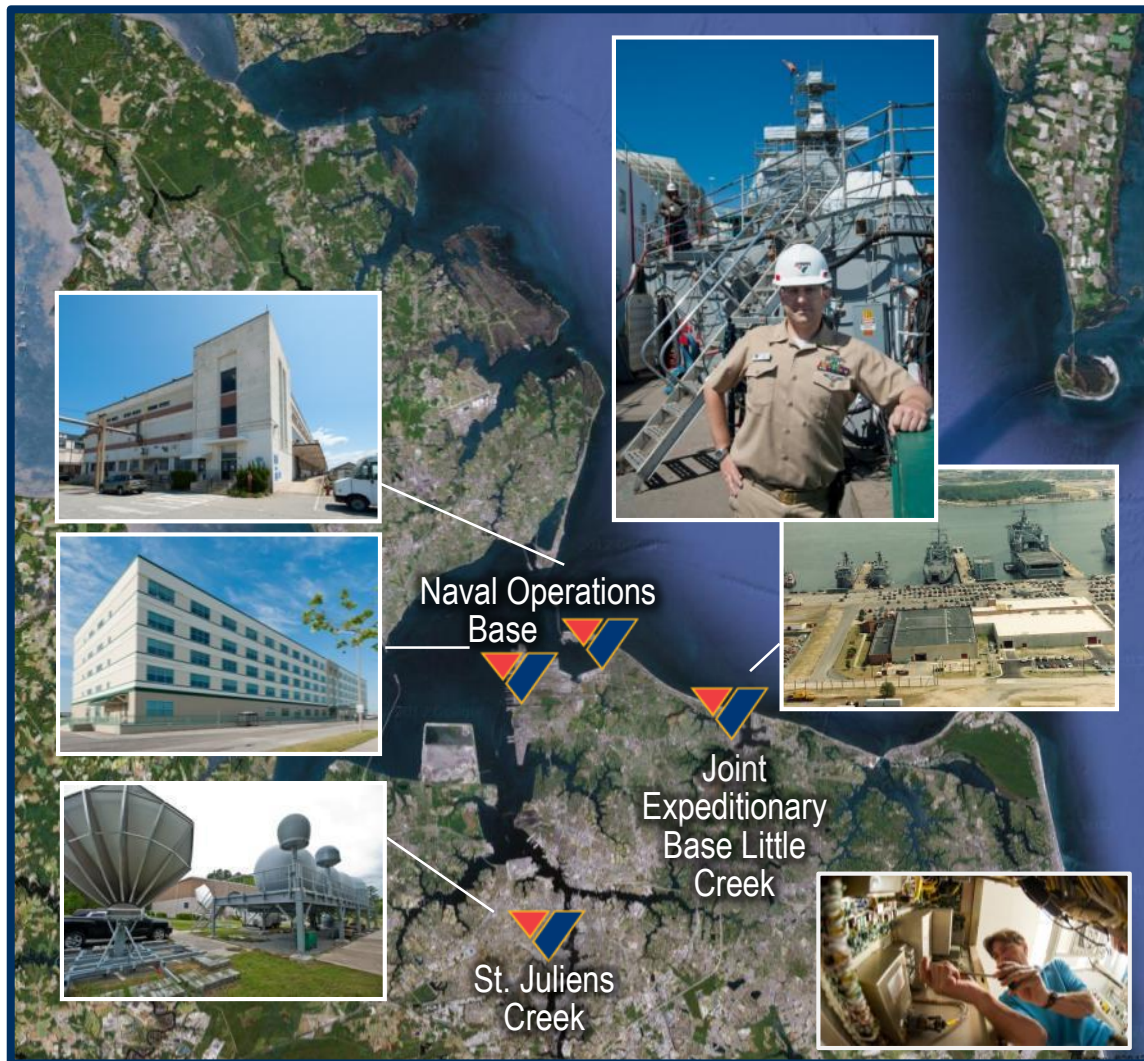 Naval Operations
Base
Joint
Expeditionary
Base Little
Creek
St. Juliens
Creek